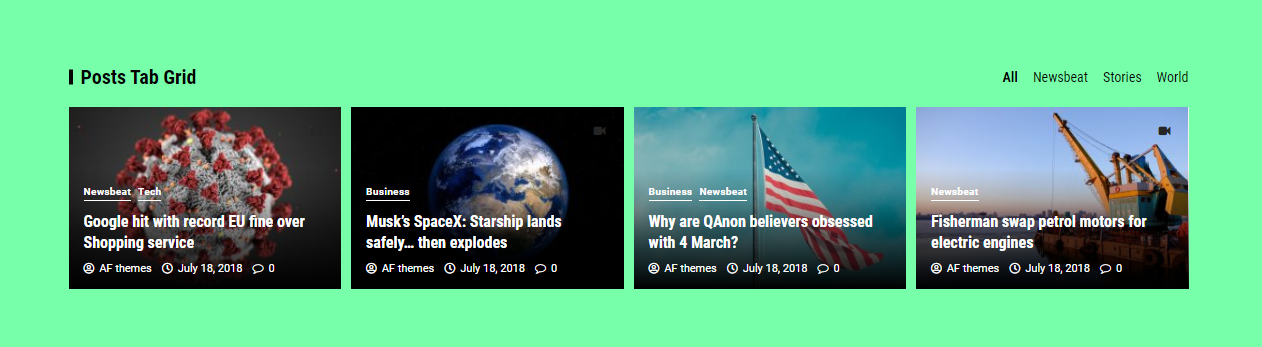 Posts Tab Grid
All Newsbeat Stories World
Newsbeat Tech
Google hit with record EU fine over
Shopping service
AF themes July 18, 2018 0
Business
Musk's SpaceX: Starship lands
safely... then explodes
AF themes July 18, 2018 0
Business Newsbeat
Why are QAnon believers obsessed
with 4 March?
AF themes July 18, 2018 0
Newsbeat
Fisherman swap petrol motors for
electric engines
AF themes July 18, 2018 0